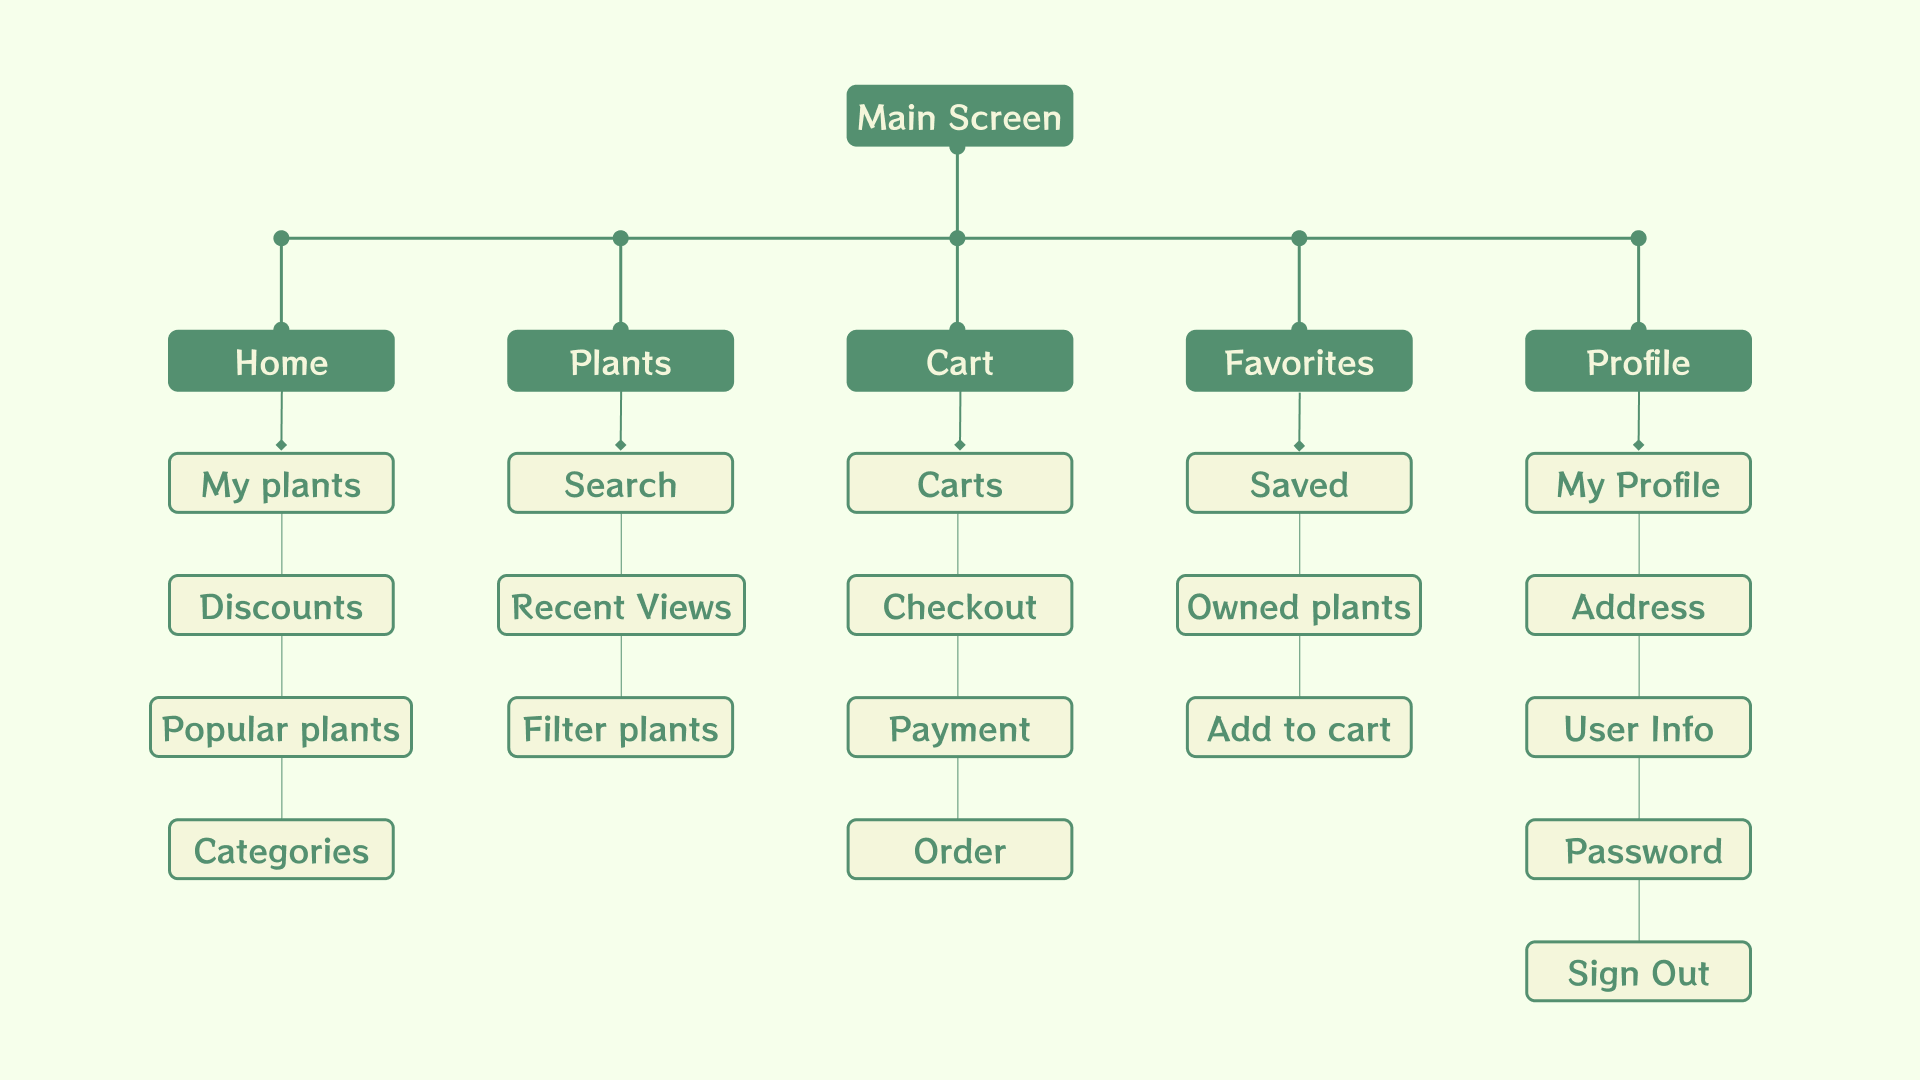 Main Screen
Home
Plants
Cart
Favorites
Profile
My plants
Search
Carts
Saved
My Profile
Discounts
Recent Views
Checkout
Owned plants
Address
Popular plants
Filter plants
Payment
Add to cart
User Info
Categories
Order
Password
Sign Out